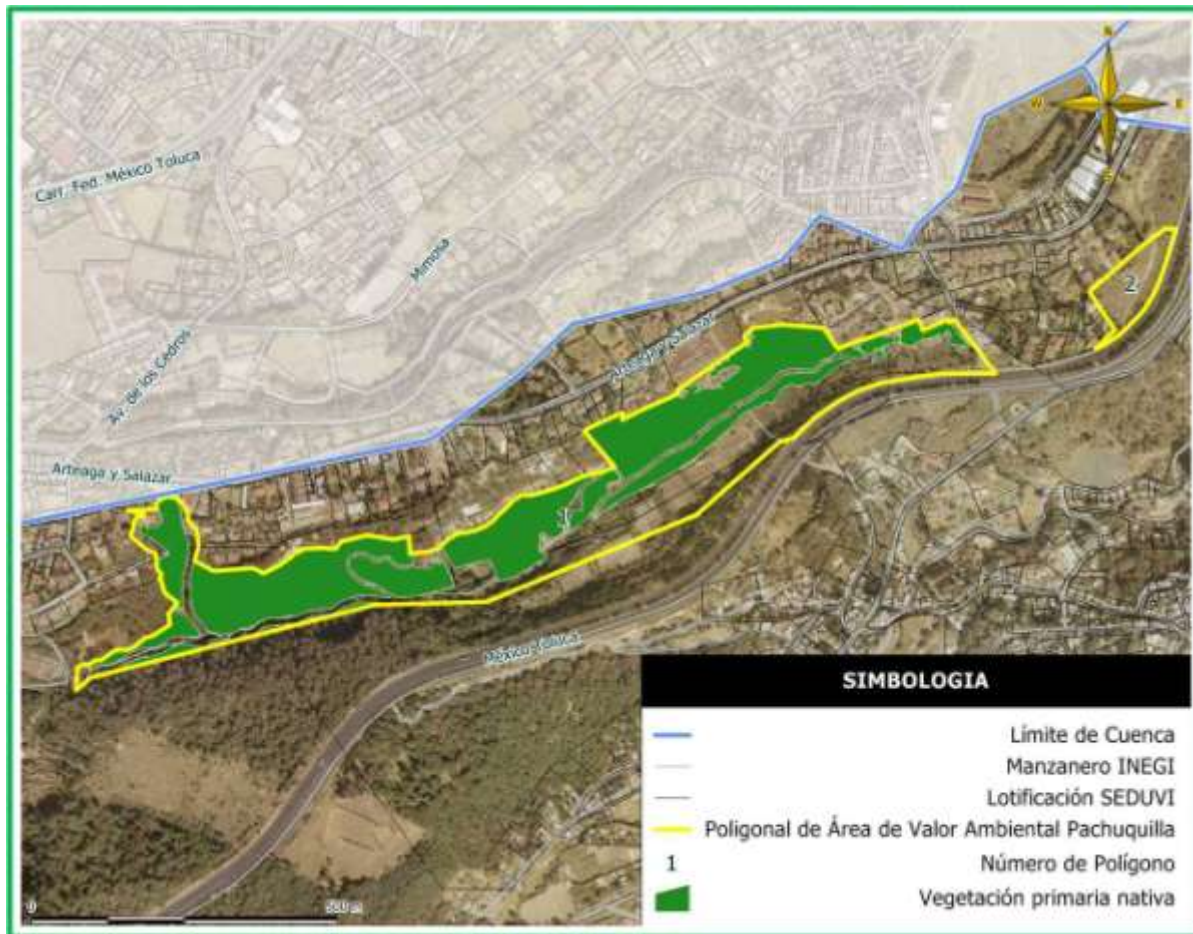 N
W
E
S
Carr. Fed. México Toluca
Mimosa
Av. de los Cedros
Arteaga y Salazar
2
Arteaga y Salazar
1
México Toluca
SIMBOLOGIA
Límite de Cuenca
Manzanero INEGI
Lotificación SEDUVI
Poligonal de Área de Valor Ambiental Pachuquilla
1 Número de Polígono
Vegetación primaria nativa
0 500 m